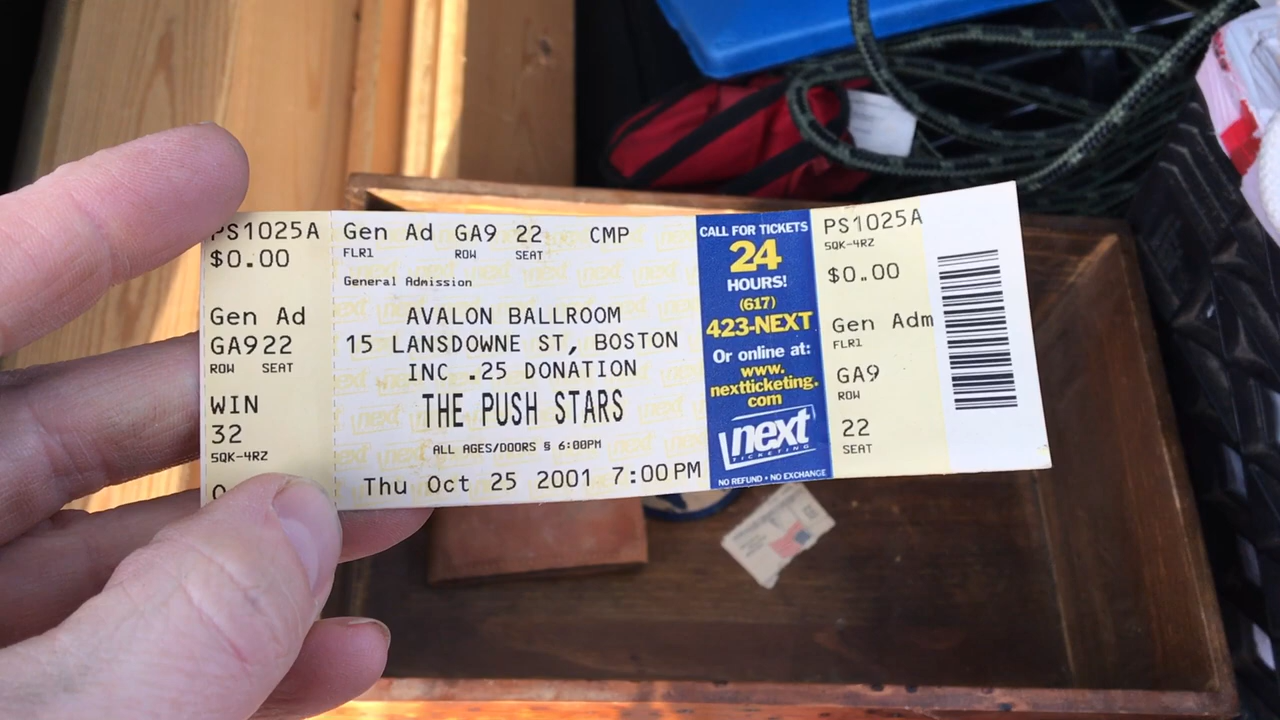 PS1025A
$0.00
Gen Ad
GA9 22
ROW SEAT
WIN
32
5QK-4RZ
Gen Ad GA9 22 CMP
FLR1 ROW SEAT
General Admission
AVALON BALLROOM
15 LANSDOWNE ST, BOSTON
INC .25 DONATION
THE PUSH STARS
ALL AGES/DOORS § 6:00PM
Thu Oct 25 2001 7:00PM
CALL FOR TICKETS
24
HOURS!
(617)
423-NEXT
Or online at:
www.
nextticketing.
com
next
TICKETING
NO REFUND • NO EXCHANGE
PS1025A
5QK-4RZ
$0.00
Gen Adm
FLR1
GA9
ROW
22
SEAT